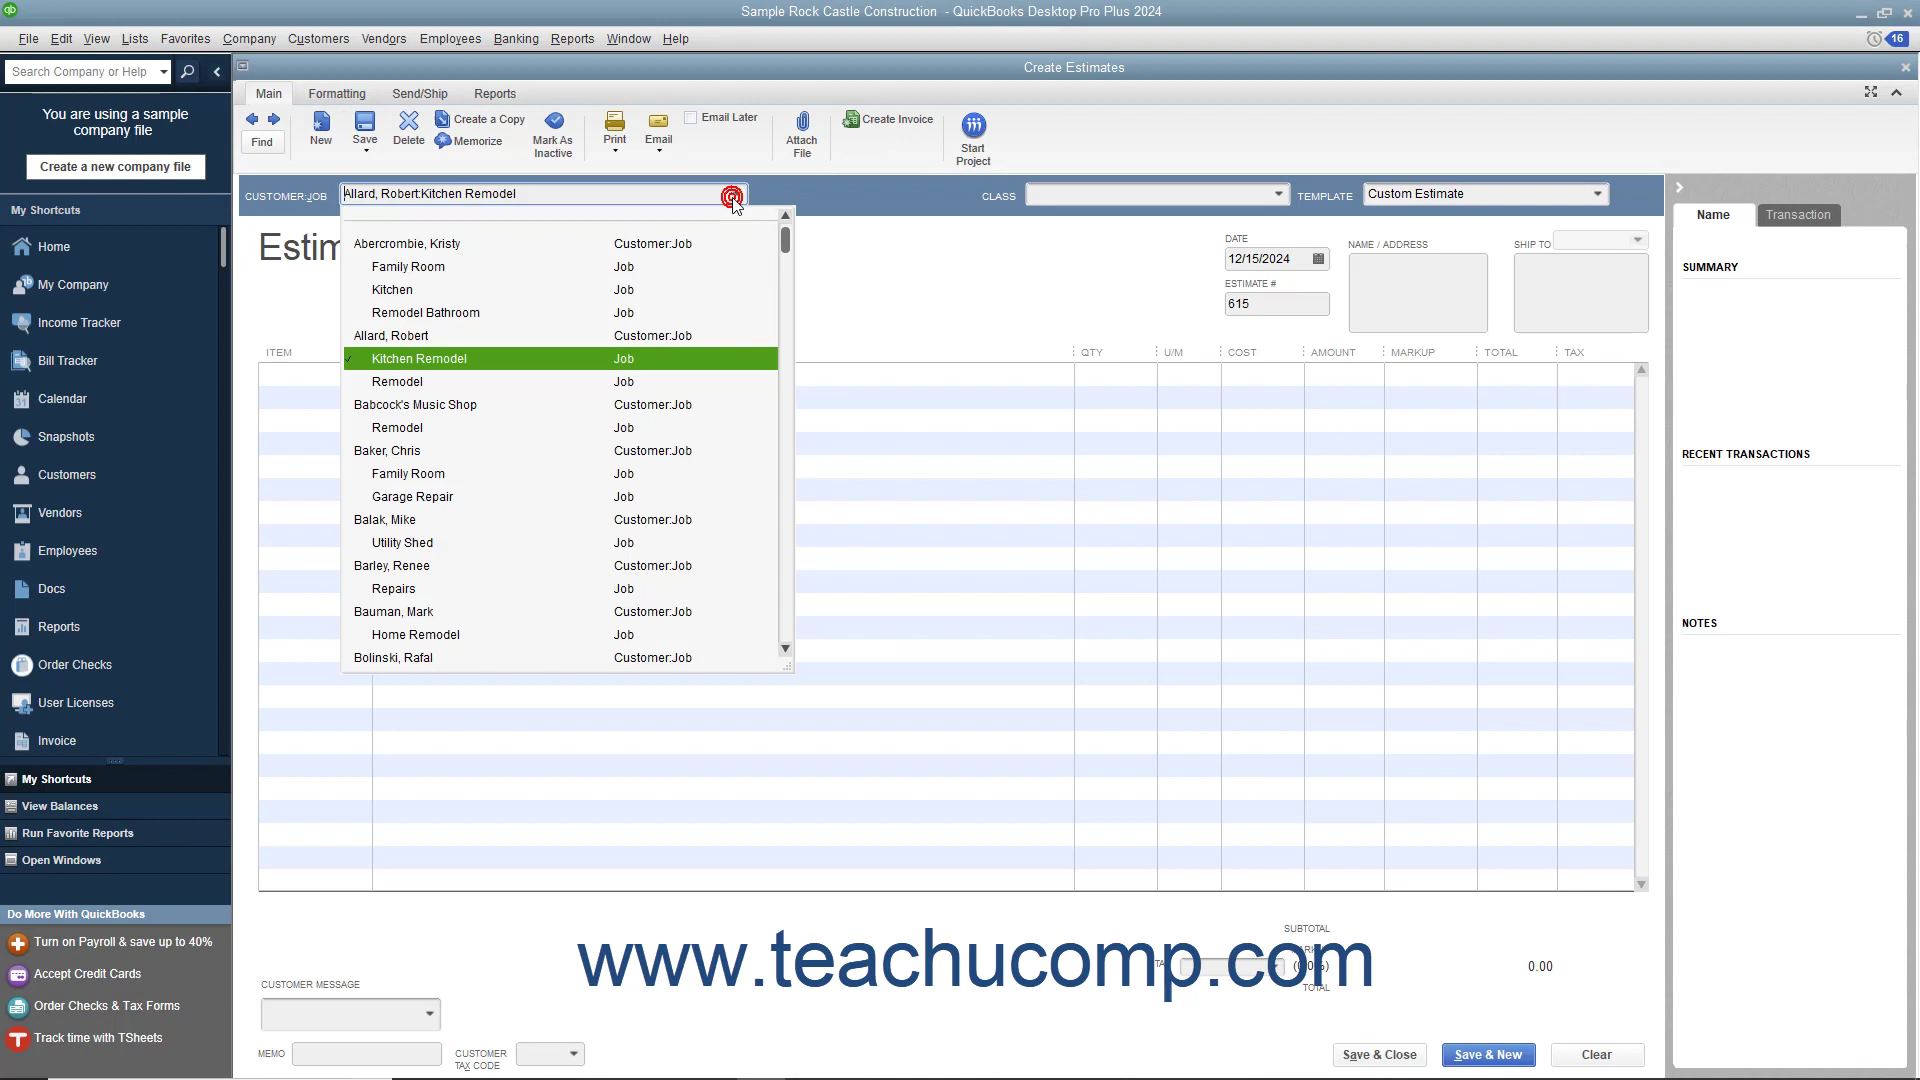 Sample Rock Castle Construction - QuickBooks Desktop Pro Plus 2024
File Edit View Lists Favorites Company Customers Vendors Employees Banking Reports Window Help
16
Search Company or Help
Create Estimates
You are using a sample
company file
Create a new company file
Main Formatting Send/Ship Reports
Find
New
Save
Delete
Create a Copy
Memorize
Mark As
Inactive
Print
Email
Email Later
Attach
File
Create Invoice
Start
Project
CUSTOMER:JOB Allard, Robert:Kitchen Remodel
CLASS
TEMPLATE Custom Estimate
My Shortcuts
Home
My Company
Income Tracker
Bill Tracker
31 Calendar
Snapshots
Customers
Vendors
Employees
Docs
Reports
Order Checks
User Licenses
Invoice
My Shortcuts
View Balances
Run Favorite Reports
Open Windows
Do More With QuickBooks
Turn on Payroll & save up to 40%
Accept Credit Cards
Order Checks & Tax Forms
Track time with TSheets
Abercrombie, Kristy Customer:Job
Family Room Job
Kitchen Job
Remodel Bathroom Job
Allard, Robert Customer:Job
Kitchen Remodel Job
Remodel Job
Babcock's Music Shop Customer:Job
Remodel Job
Baker, Chris Customer:Job
Family Room Job
Garage Repair Job
Balak, Mike Customer:Job
Utility Shed Job
Barley, Renee Customer:Job
Repairs Job
Bauman, Mark Customer:Job
Home Remodel Job
Bolinski, Rafal Customer:Job
DATE
12/15/2024
ESTIMATE #
615
NAME / ADDRESS
SHIP TO
ITEM QTY U/M COST AMOUNT MARKUP TOTAL TAX
Name Transaction
SUMMARY
RECENT TRANSACTIONS
NOTES
SUBTOTAL
www.teachucomp.com
0.00
TOTAL
CUSTOMER MESSAGE
MEMO
CUSTOMER
TAX CODE
Save & Close Save & New Clear